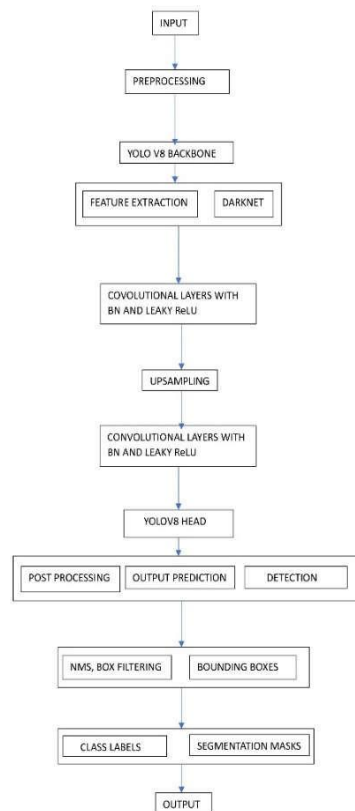 INPUT
PREPROCESSING
YOLO V8 BACKBONE
FEATURE EXTRACTION
DARKNET
COVOLUTIONAL LAYERS WITH
BN AND LEAKY ReLU
UPSAMPLING
CONVOLUTIONAL LAYERS WITH
BN AND LEAKY ReLU
YOLOV8 HEAD
POST PROCESSING
OUTPUT PREDICTION
DETECTION
NMS, BOX FILTERING
BOUNDING BOXES
CLASS LABELS
SEGMENTATION MASKS
OUTPUT